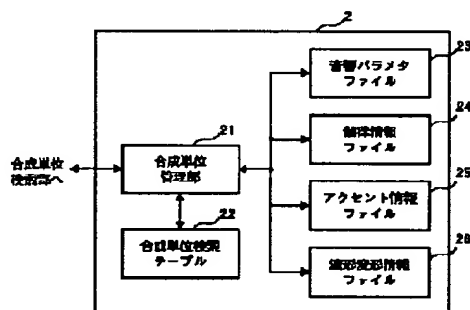 2
23
音響パラメタ
ファイル
24
韻律情報
ファイル
21
合成単位
管理部
合成単位
検索部へ
25
アクセント情報
ファイル
22
合成単位検索
テーブル
26
波形変形情報
ファイル